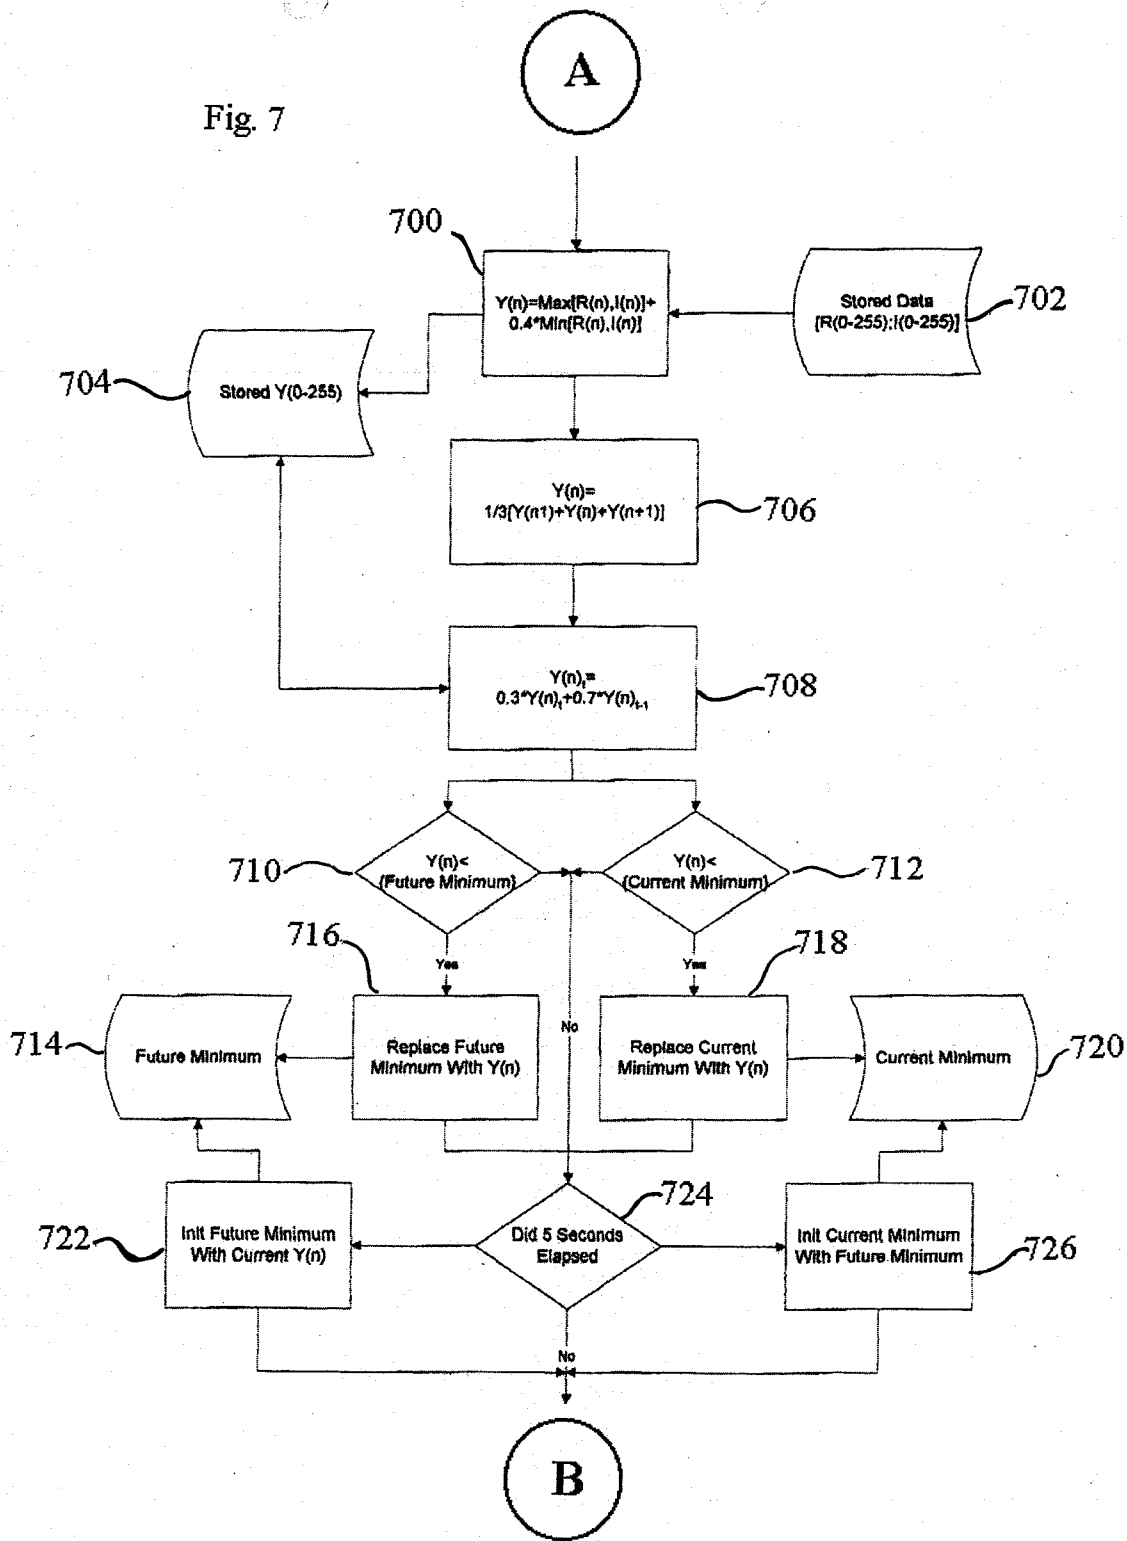 A
Fig. 7
700
Y(n)=Max[R(n),I(n)]+
0.4*Min[R(n),I(n)]
Stored Data
[R(0-255);I(0-255)]
702
704
Stored Y(0-255)
Y(n)=
1/3[Y(n1)+Y(n)+Y(n+1)]
706
Y(n)t=
0.3*Y(n)t+0.7*Y(n)t-1
708
710
Y(n)<
{Future Minimum}
Y(n)<
{Current Minimum}
712
716
Yes
Yes
718
714
Future Minimum
Replace Future
Minimum With Y(n)
No
Replace Current
Minimum With Y(n)
Current Minimum
720
722
Init Future Minimum
With Current Y(n)
Did 5 Seconds
Elapsed
724
Init Current Minimum
With Future Minimum
726
No
B